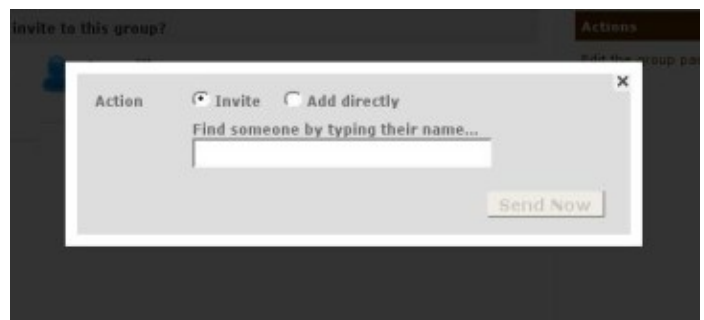 invite to this group?
Actions
Edit the group pa
×
Action
Invite
Add directly
Find someone by typing their name...
Send Now